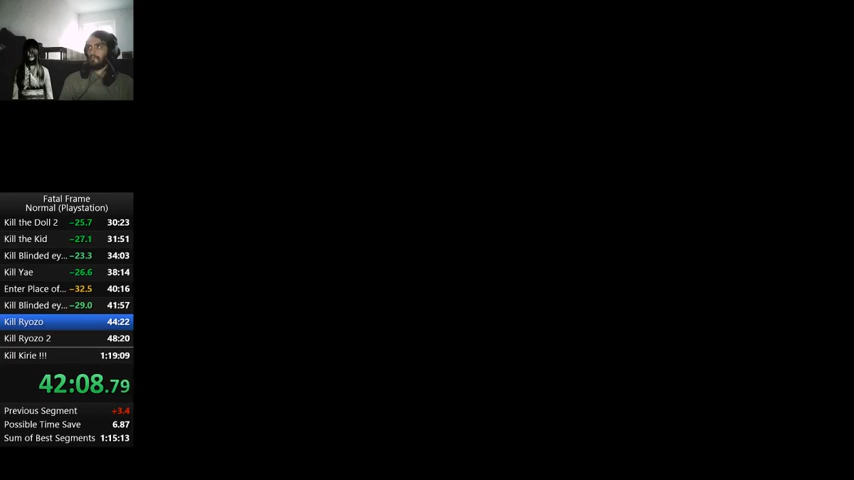 Fatal Frame
Normal (Playstation)
Kill the Doll 2 -25.7 30:23
Kill the Kid -27.1 31:51
Kill Blinded ey... -23.3 34:03
Kill Yae -26.6 38:14
Enter Place of... -32.5 40:16
Kill Blinded ey... -29.0 41:57
Kill Ryozo 44:22
Kill Ryozo 2 48:20
Kill Kirie !!! 1:19:09
42:08.79
Previous Segment +3.4
Possible Time Save 6.87
Sum of Best Segments 1:15:13